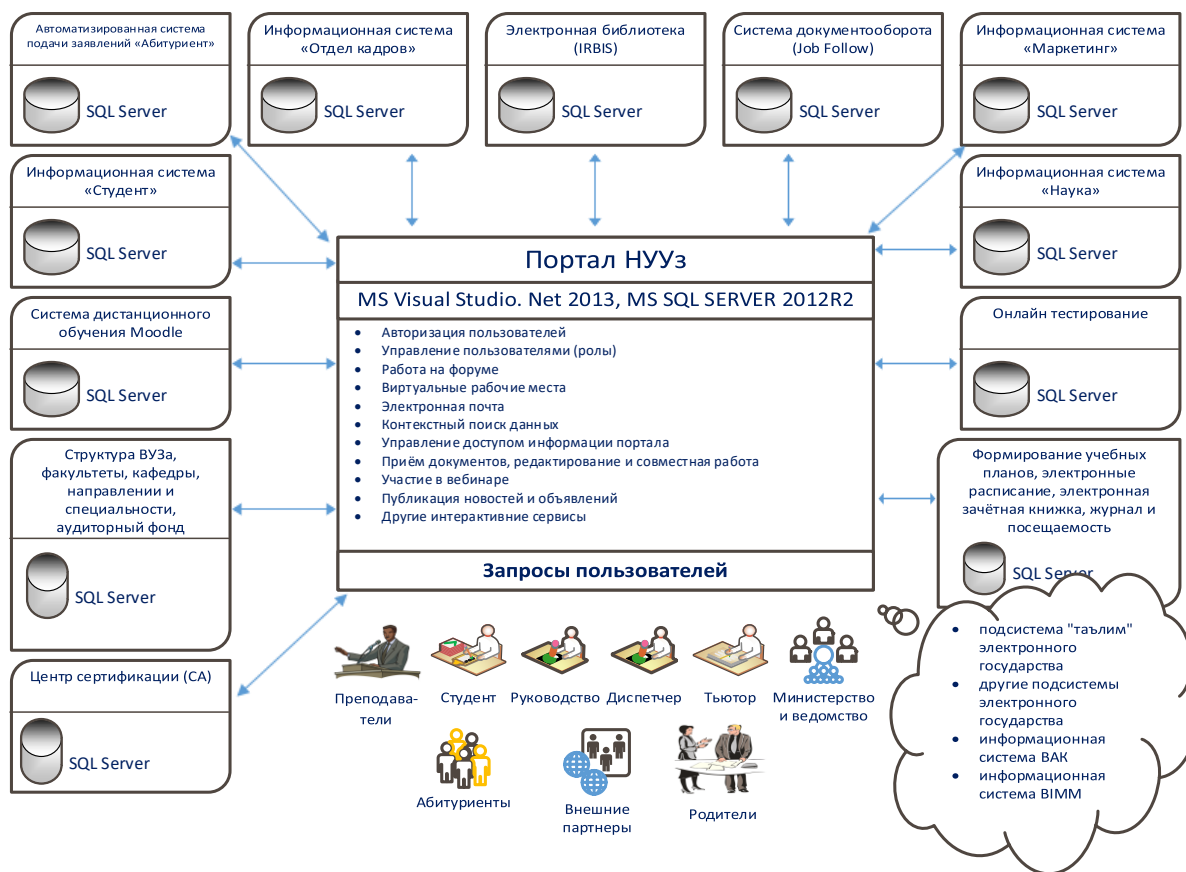 Автоматизированная система
подачи заявлений «Абитуриент»
SQL Server
Информационная система
«Отдел кадров»
SQL Server
Электронная библиотека
(IRBIS)
SQL Server
Система документооборота
(Job Follow)
SQL Server
Информационная система
«Маркетинг»
SQL Server
Информационная система
«Студент»
SQL Server
Информационная система
«Наука»
SQL Server
Система дистанционного
обучения Moodle
SQL Server
Онлайн тестирование
SQL Server
Структура ВУЗа,
факультеты, кафедры,
направлении и
специальности,
аудиторный фонд
SQL Server
Формирование учебных
планов, электронные
расписание, электронная
зачётная книжка, журнал и
посещаемость
SQL Server
Центр сертификации (CA)
SQL Server
Портал НУУз
MS Visual Studio. Net 2013, MS SQL SERVER 2012R2
• Авторизация пользователей
• Управление пользователями (ролы)
• Работа на форуме
• Виртуальные рабочие места
• Электронная почта
• Контекстный поиск данных
• Управление доступом информации портала
• Приём документов, редактирование и совместная работа
• Участие в вебинаре
• Публикация новостей и объявлений
• Другие интерактивние сервисы
Запросы пользователей
Преподава-
тели
Студент
Руководство
Диспетчер
Тьютор
Министерство
и ведомство
Абитуриенты
Внешние
партнеры
Родители
• подсистема "таълим"
электронного
государства
• другие подсистемы
электронного
государства
• информационная
система ВАК
• информационная
система BIMM